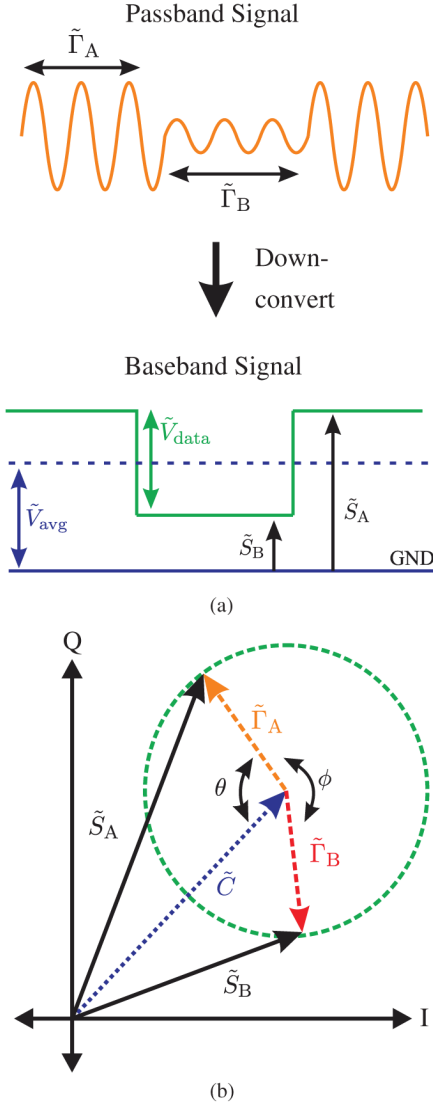 Passband Signal
Γ̃A
Γ̃B
Down-
convert
Baseband Signal
Ṽdata
Ṽavg
S̃B
S̃A
GND
(a)
Q
Γ̃A
θ
ϕ
S̃A
Γ̃B
C̃
S̃B
I
(b)